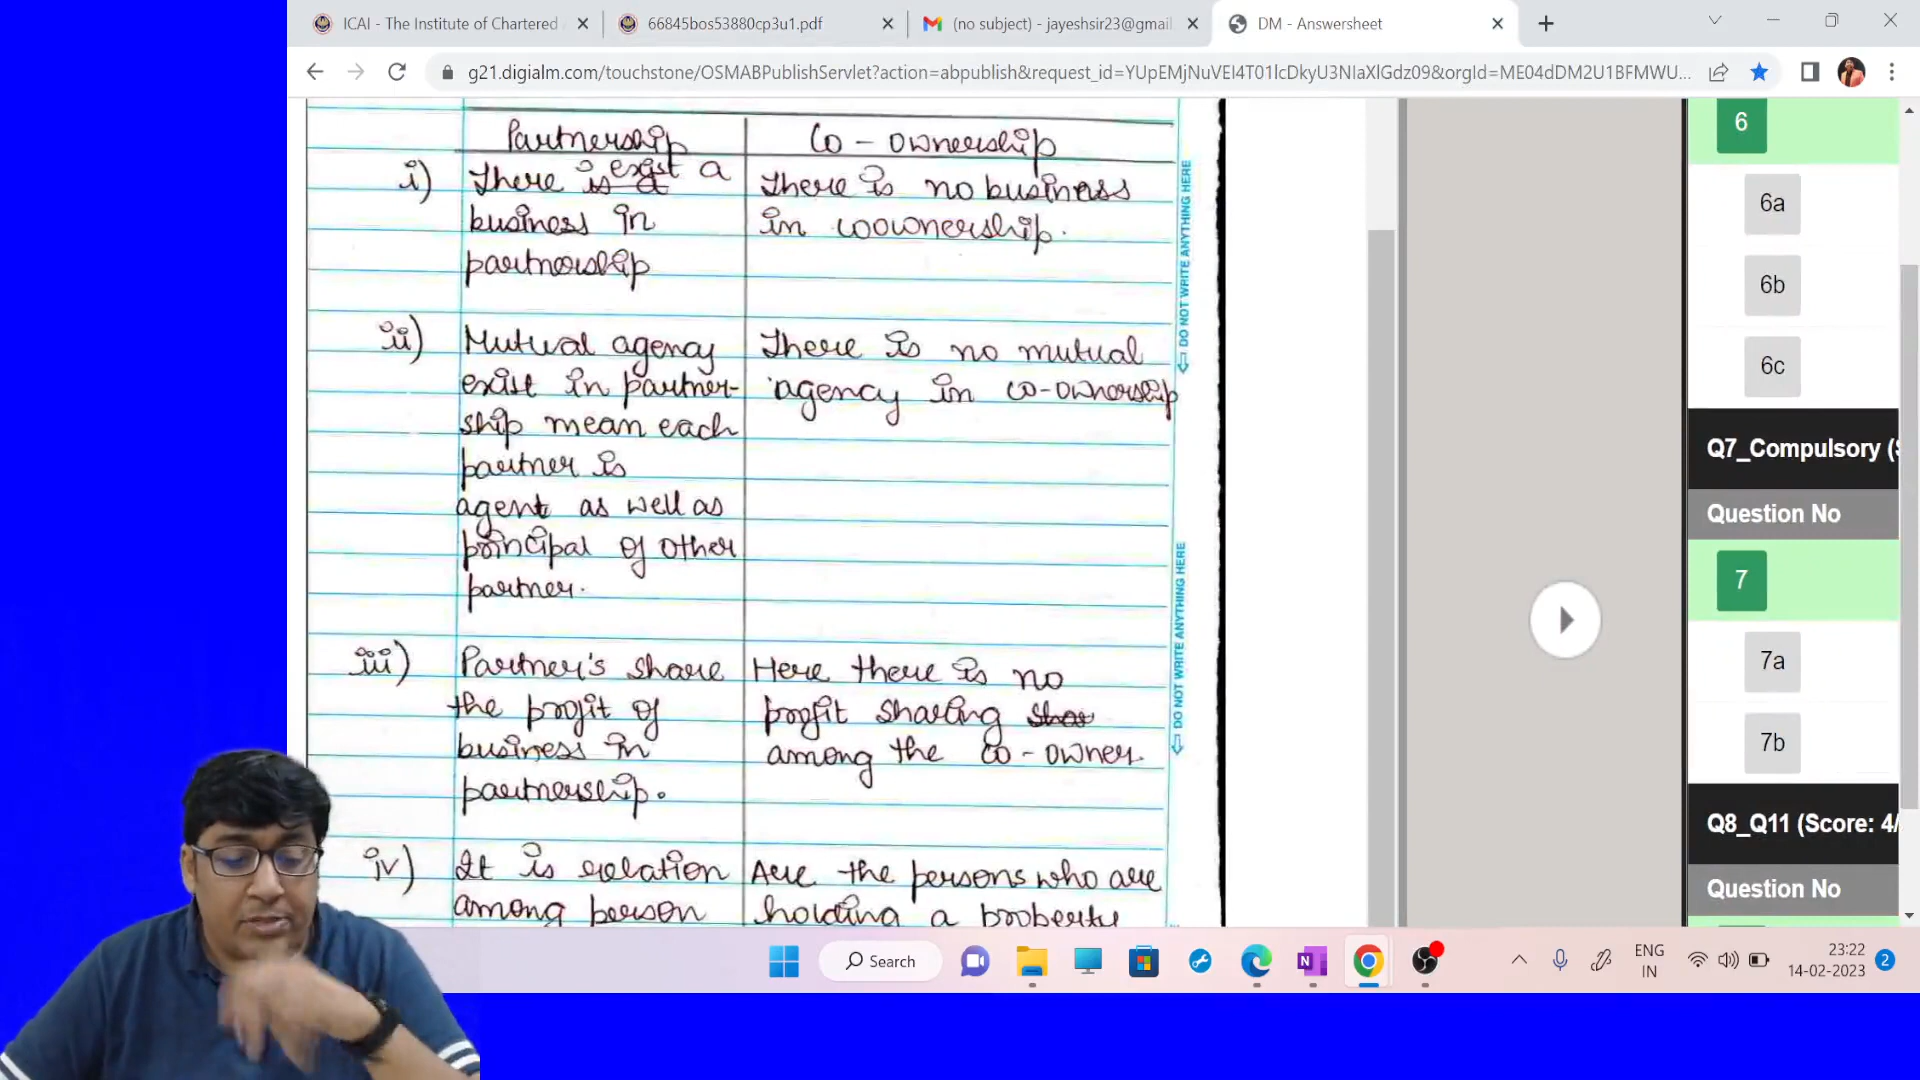 ICAI - The Institute of Chartered
66845bos53880cp3u1.pdf
(no subject) - jayeshsir23@gmail
DM - Answersheet
g21.digialm.com/touchstone/OSMABPublishServlet?action=abpublish&request_id=YUpEMjNuVEI4T01lcDkyU3NIaXlGdz09&orgId=ME04dDM2U1BFMWU...
Partnership Co - ownership
i) There is a exist a There is no business
business in in coownership.
partnership
ii) Mutual agency There is no mutual
exist in partner- agency in co-ownership
ship mean each
partner is
agent as well as
principal of other
partner.
iii) Partner's share Here there is no
the profit of profit sharing
business in among the co-owner.
partnership.
iv) It is relation Are the persons who are
among person holding a property
DO NOT WRITE ANYTHING HERE
DO NOT WRITE ANYTHING HERE
6
6a
6b
6c
Q7_Compulsory (
Question No
7
7a
7b
Q8_Q11 (Score: 4/
Question No
Search
ENG
IN
23:22
14-02-2023
2